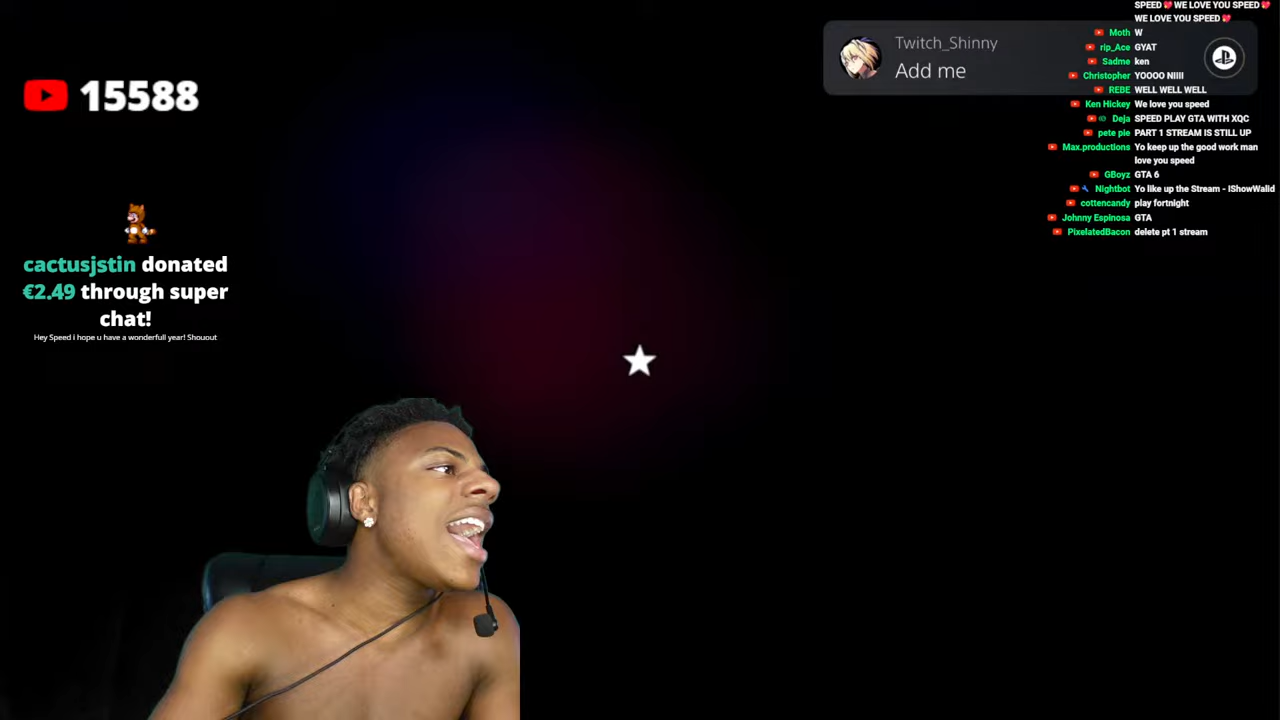 15588
cactusjstin donated
€2.49 through super
chat!
Hey Speed i hope u have a wonderfull year! Shouout
Twitch_Shinny
Add me
SPEED💖WE LOVE YOU SPEED💖
WE LOVE YOU SPEED💖
Moth W
rip_Ace GYAT
Sadme ken
Christopher YOOOO NIIII
REBE WELL WELL WELL
Ken Hickey We love you speed
Deja SPEED PLAY GTA WITH XQC
pete pie PART 1 STREAM IS STILL UP
Max.productions Yo keep up the good work man
love you speed
GBoyz GTA 6
Nightbot Yo like up the Stream - IShowWalid
cottencandy play fortnight
Johnny Espinosa GTA
PixelatedBacon delete pt 1 stream